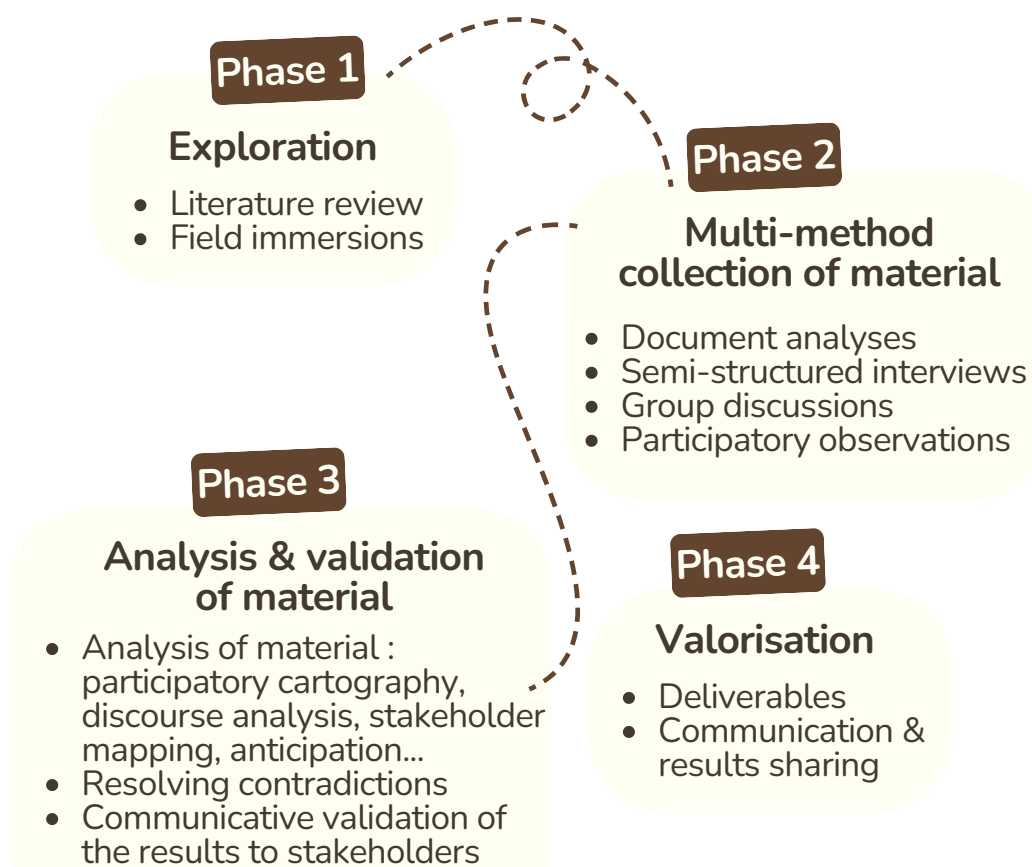 Phase 1
Exploration
• Literature review
• Field immersions
Phase 2
Multi-method
collection of material
• Document analyses
• Semi-structured interviews
• Group discussions
• Participatory observations
Phase 3
Analysis & validation
of material
• Analysis of material :
participatory cartography,
discourse analysis, stakeholder
mapping, anticipation...
• Resolving contradictions
• Communicative validation of
the results to stakeholders
Phase 4
Valorisation
• Deliverables
• Communication &
results sharing